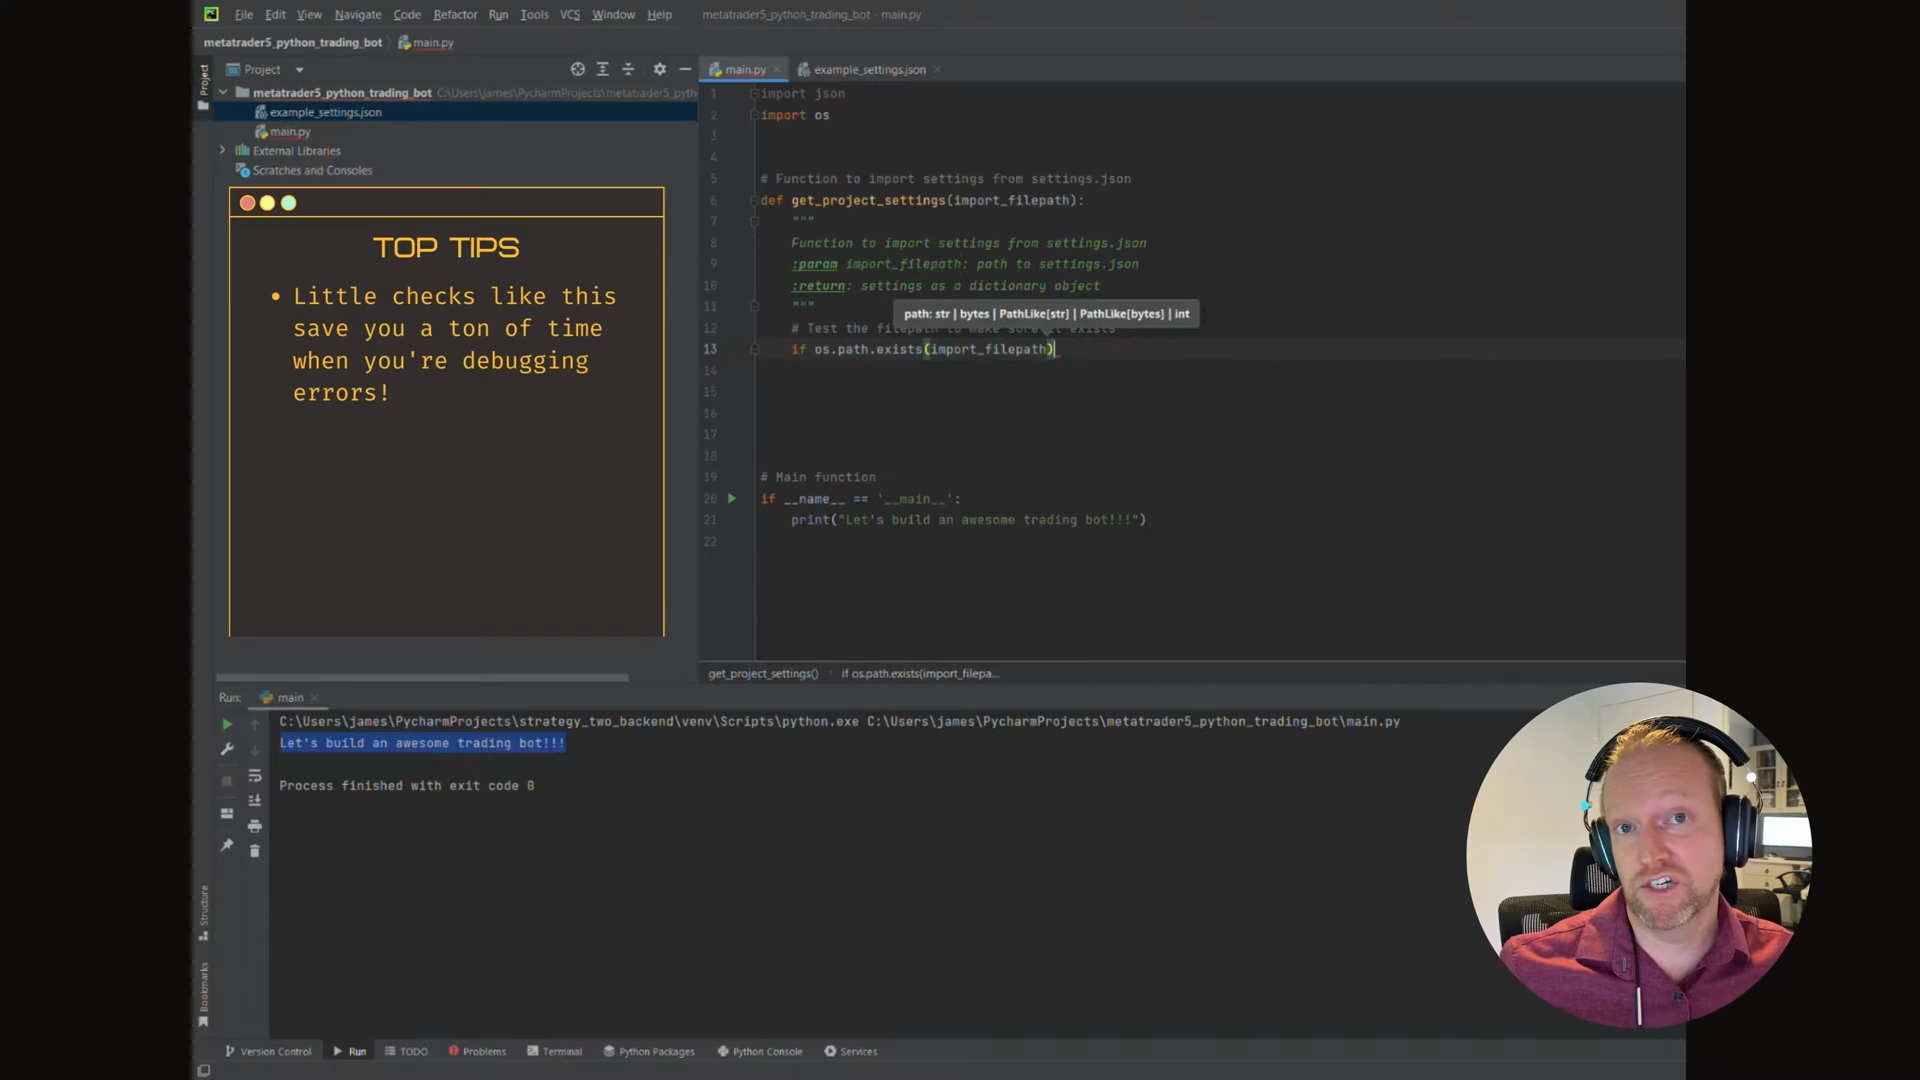 PC File Edit View Navigate Code Refactor Run Tools VCS Window Help metatrader5_python_trading_bot - main.py
metatrader5_python_trading_bot main.py
Project
Project
metatrader5_python_trading_bot C:\Users\james\PycharmProjects\metatrader5_pyth
example_settings.json
main.py
External Libraries
Scratches and Consoles
TOP TIPS
• Little checks like this
save you a ton of time
when you're debugging
errors!
main.py example_settings.json
1 import json
2 import os
3
4
5 # Function to import settings from settings.json
6 def get_project_settings(import_filepath):
7 """
8 Function to import settings from settings.json
9 :param import_filepath: path to settings.json
10 :return: settings as a dictionary object
11 """
path: str | bytes | PathLike[str] | PathLike[bytes] | int
12 # Test the filepath to make sure it exists
13 if os.path.exists(import_filepath)
14
15
16
17
18
19 # Main function
20 if __name__ == '__main__':
21 print("Let's build an awesome trading bot!!!")
22
get_project_settings() if os.path.exists(import_filepa...
Run: main
C:\Users\james\PycharmProjects\strategy_two_backend\venv\Scripts\python.exe C:\Users\james\PycharmProjects\metatrader5_python_trading_bot\main.py
Let's build an awesome trading bot!!!
Process finished with exit code 0
Structure
Bookmarks
Version Control Run TODO Problems Terminal Python Packages Python Console Services